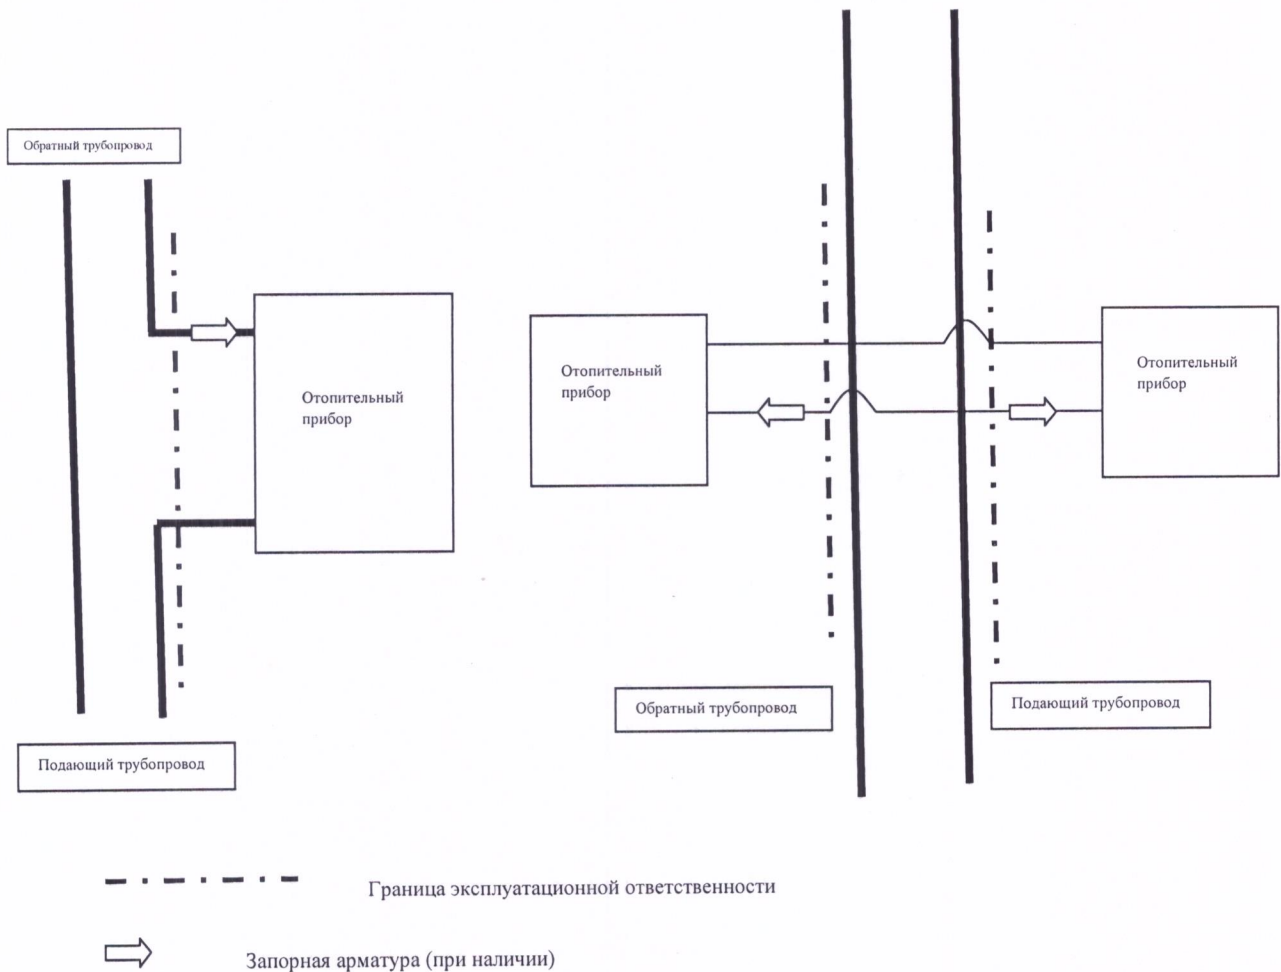 Обратный трубопровод
Отопительный
прибор
Подающий трубопровод
Отопительный
прибор
Отопительный
прибор
Обратный трубопровод
Подающий трубопровод
Граница эксплуатационной ответственности
Запорная арматура (при наличии)